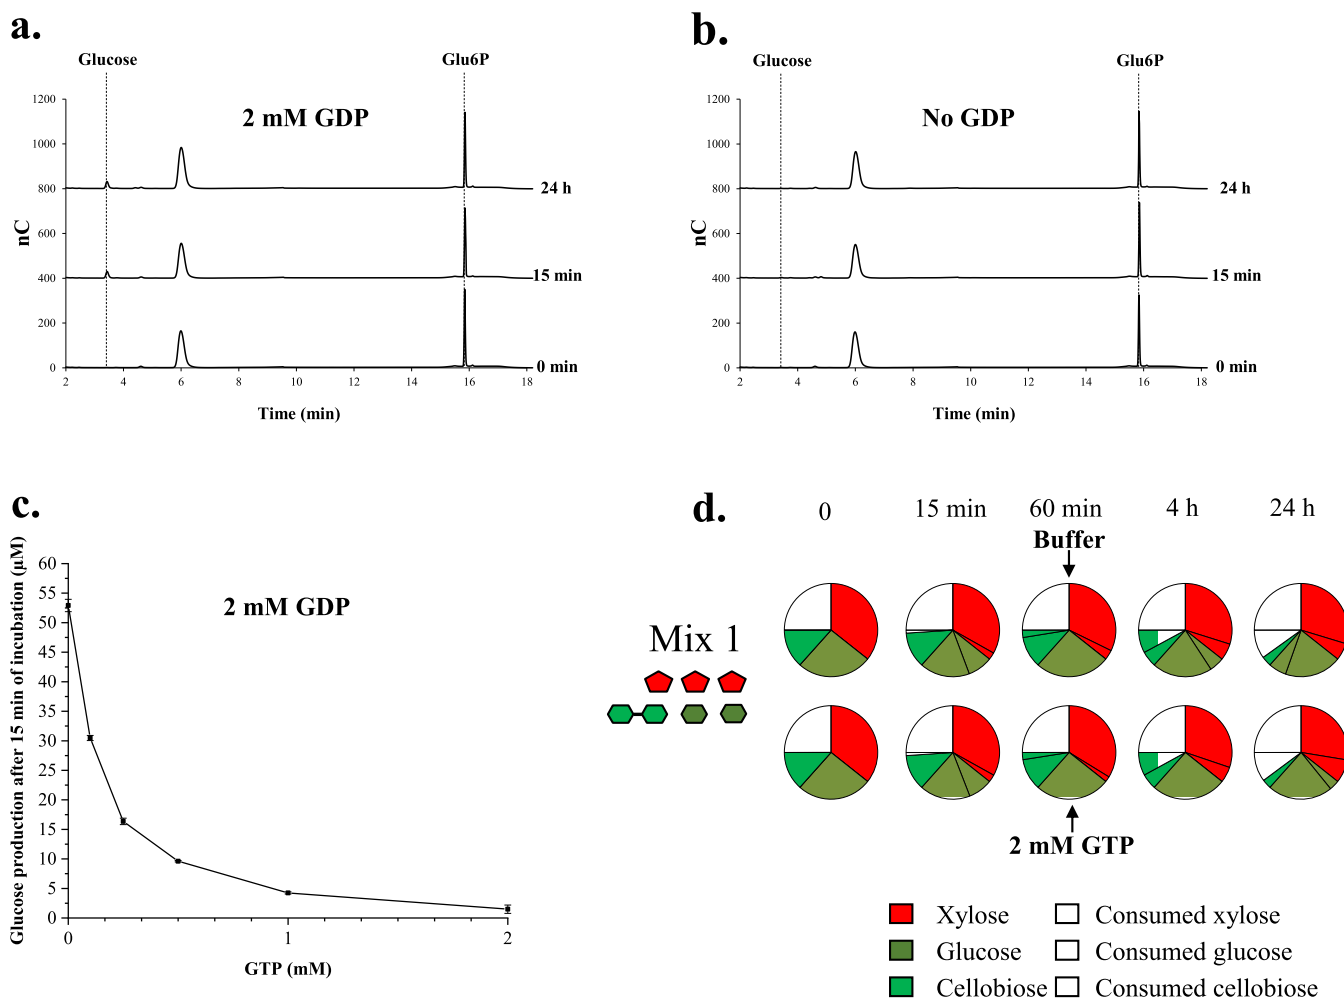 a.
Glucose
Glu6P
2 mM GDP
1200
1000
800
600
400
200
0
nC
24 h
15 min
0 min
2 4 6 8 10 12 14 16 18
Time (min)
b.
Glucose
Glu6P
No GDP
1200
1000
800
600
400
200
0
nC
24 h
15 min
0 min
2 4 6 8 10 12 14 16 18
Time (min)
c.
2 mM GDP
Glucose production after 15 min of incubation (µM)
60
55
50
45
40
35
30
25
20
15
10
5
0
0 1 2
GTP (mM)
d.
0 15 min 60 min 4 h 24 h
Buffer
Mix 1
2 mM GTP
Xylose Consumed xylose
Glucose Consumed glucose
Cellobiose Consumed cellobiose